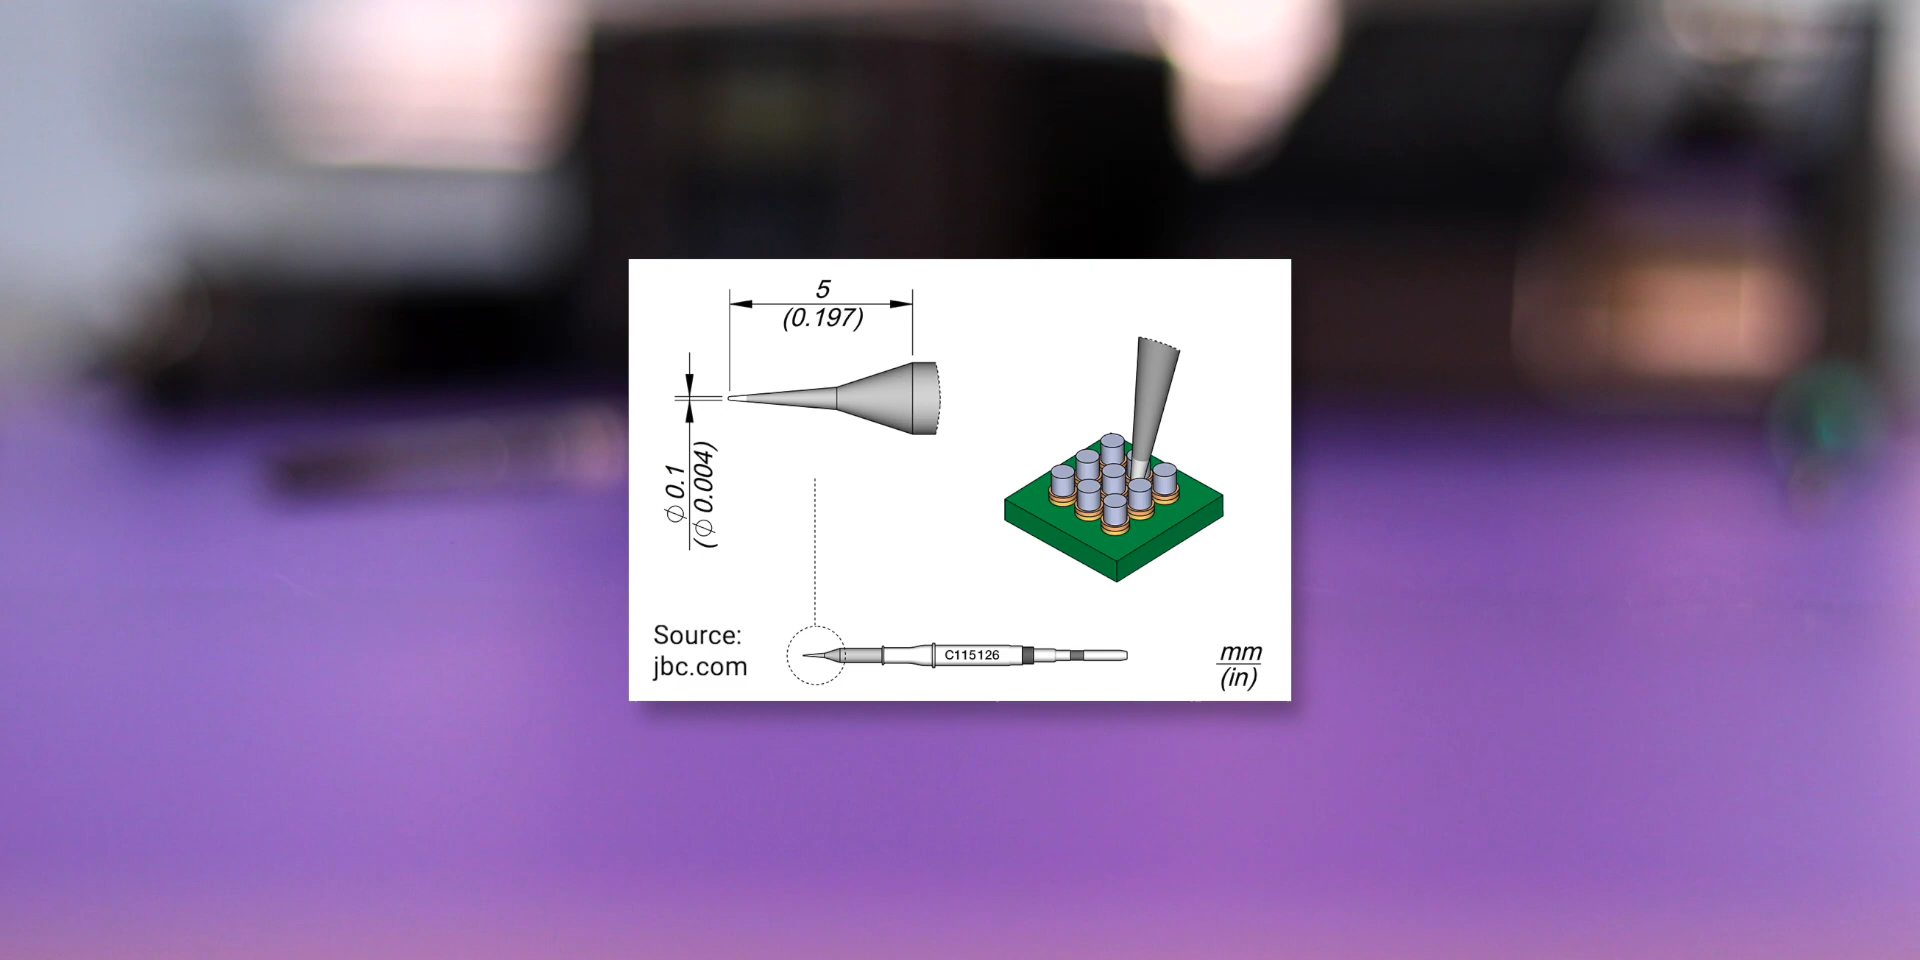 5
(0.197)
⌀ 0.1
(⌀ 0.004)
Source:
jbc.com
C115126
mm
(in)